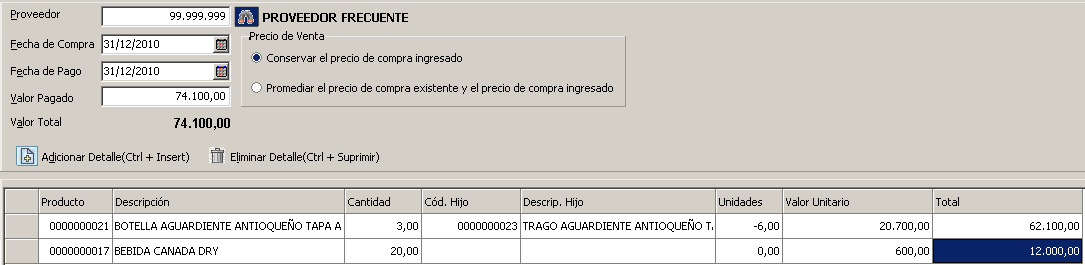 Proveedor 99.999.999 PROVEEDOR FRECUENTE
Precio de Venta
Fecha de Compra 31/12/2010
Conservar el precio de compra ingresado
Fecha de Pago 31/12/2010
Promediar el precio de compra existente y el precio de compra ingresado
Valor Pagado 74.100,00
Valor Total 74.100,00
Adicionar Detalle(Ctrl + Insert) Eliminar Detalle(Ctrl + Suprimir)
Producto Descripción Cantidad Cód. Hijo Descrip. Hijo Unidades Valor Unitario Total
0000000021 BOTELLA AGUARDIENTE ANTIOQUEÑO TAPA A 3,00 0000000023 TRAGO AGUARDIENTE ANTIOQUEÑO T. -6,00 20.700,00 62.100,00
0000000017 BEBIDA CANADA DRY 20,00 0,00 600,00 12.000,00